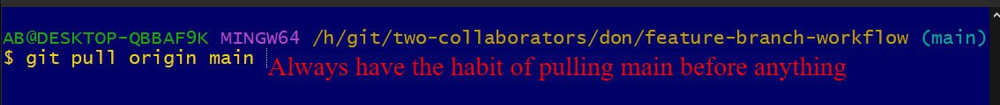 AB@DESKTOP-QBBAF9K MINGW64 /h/git/two-collaborators/don/feature-branch-workflow (main)
$ git pull origin main Always have the habit of pulling main before anything